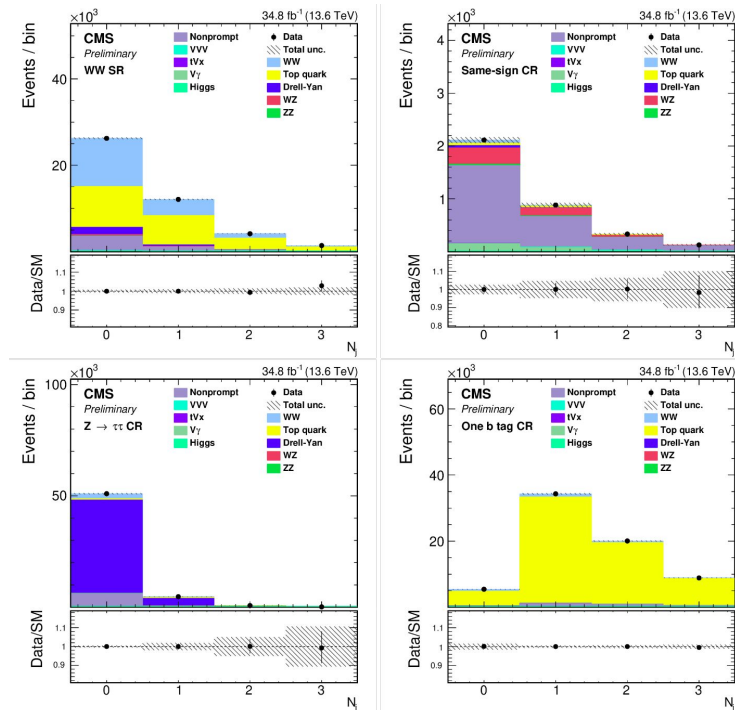 ×10³ 34.8 fb⁻¹ (13.6 TeV)
CMS
Preliminary
WW SR
Nonprompt
VVV
tVx
Vγ
Higgs
Data
Total unc.
WW
Top quark
Drell-Yan
WZ
ZZ
Events / bin
40
20
Data/SM
1.1
1
0.9
0 1 2 3
Nj
×10³ 34.8 fb⁻¹ (13.6 TeV)
CMS
Preliminary
Same-sign CR
Nonprompt
VVV
tVx
Vγ
Higgs
Data
Total unc.
WW
Top quark
Drell-Yan
WZ
ZZ
Events / bin
4
3
2
1
Data/SM
1.1
1
0.9
0.8
0 1 2 3
Nj
×10³ 34.8 fb⁻¹ (13.6 TeV)
CMS
Preliminary
Z → ττ CR
Nonprompt
VVV
tVx
Vγ
Higgs
Data
Total unc.
WW
Top quark
Drell-Yan
WZ
ZZ
Events / bin
100
50
Data/SM
1.1
1
0.9
0 1 2 3
Nj
×10³ 34.8 fb⁻¹ (13.6 TeV)
CMS
Preliminary
One b tag CR
Nonprompt
VVV
tVx
Vγ
Higgs
Data
Total unc.
WW
Top quark
Drell-Yan
WZ
ZZ
Events / bin
60
40
20
Data/SM
1.1
1
0.9
0 1 2 3
Nj